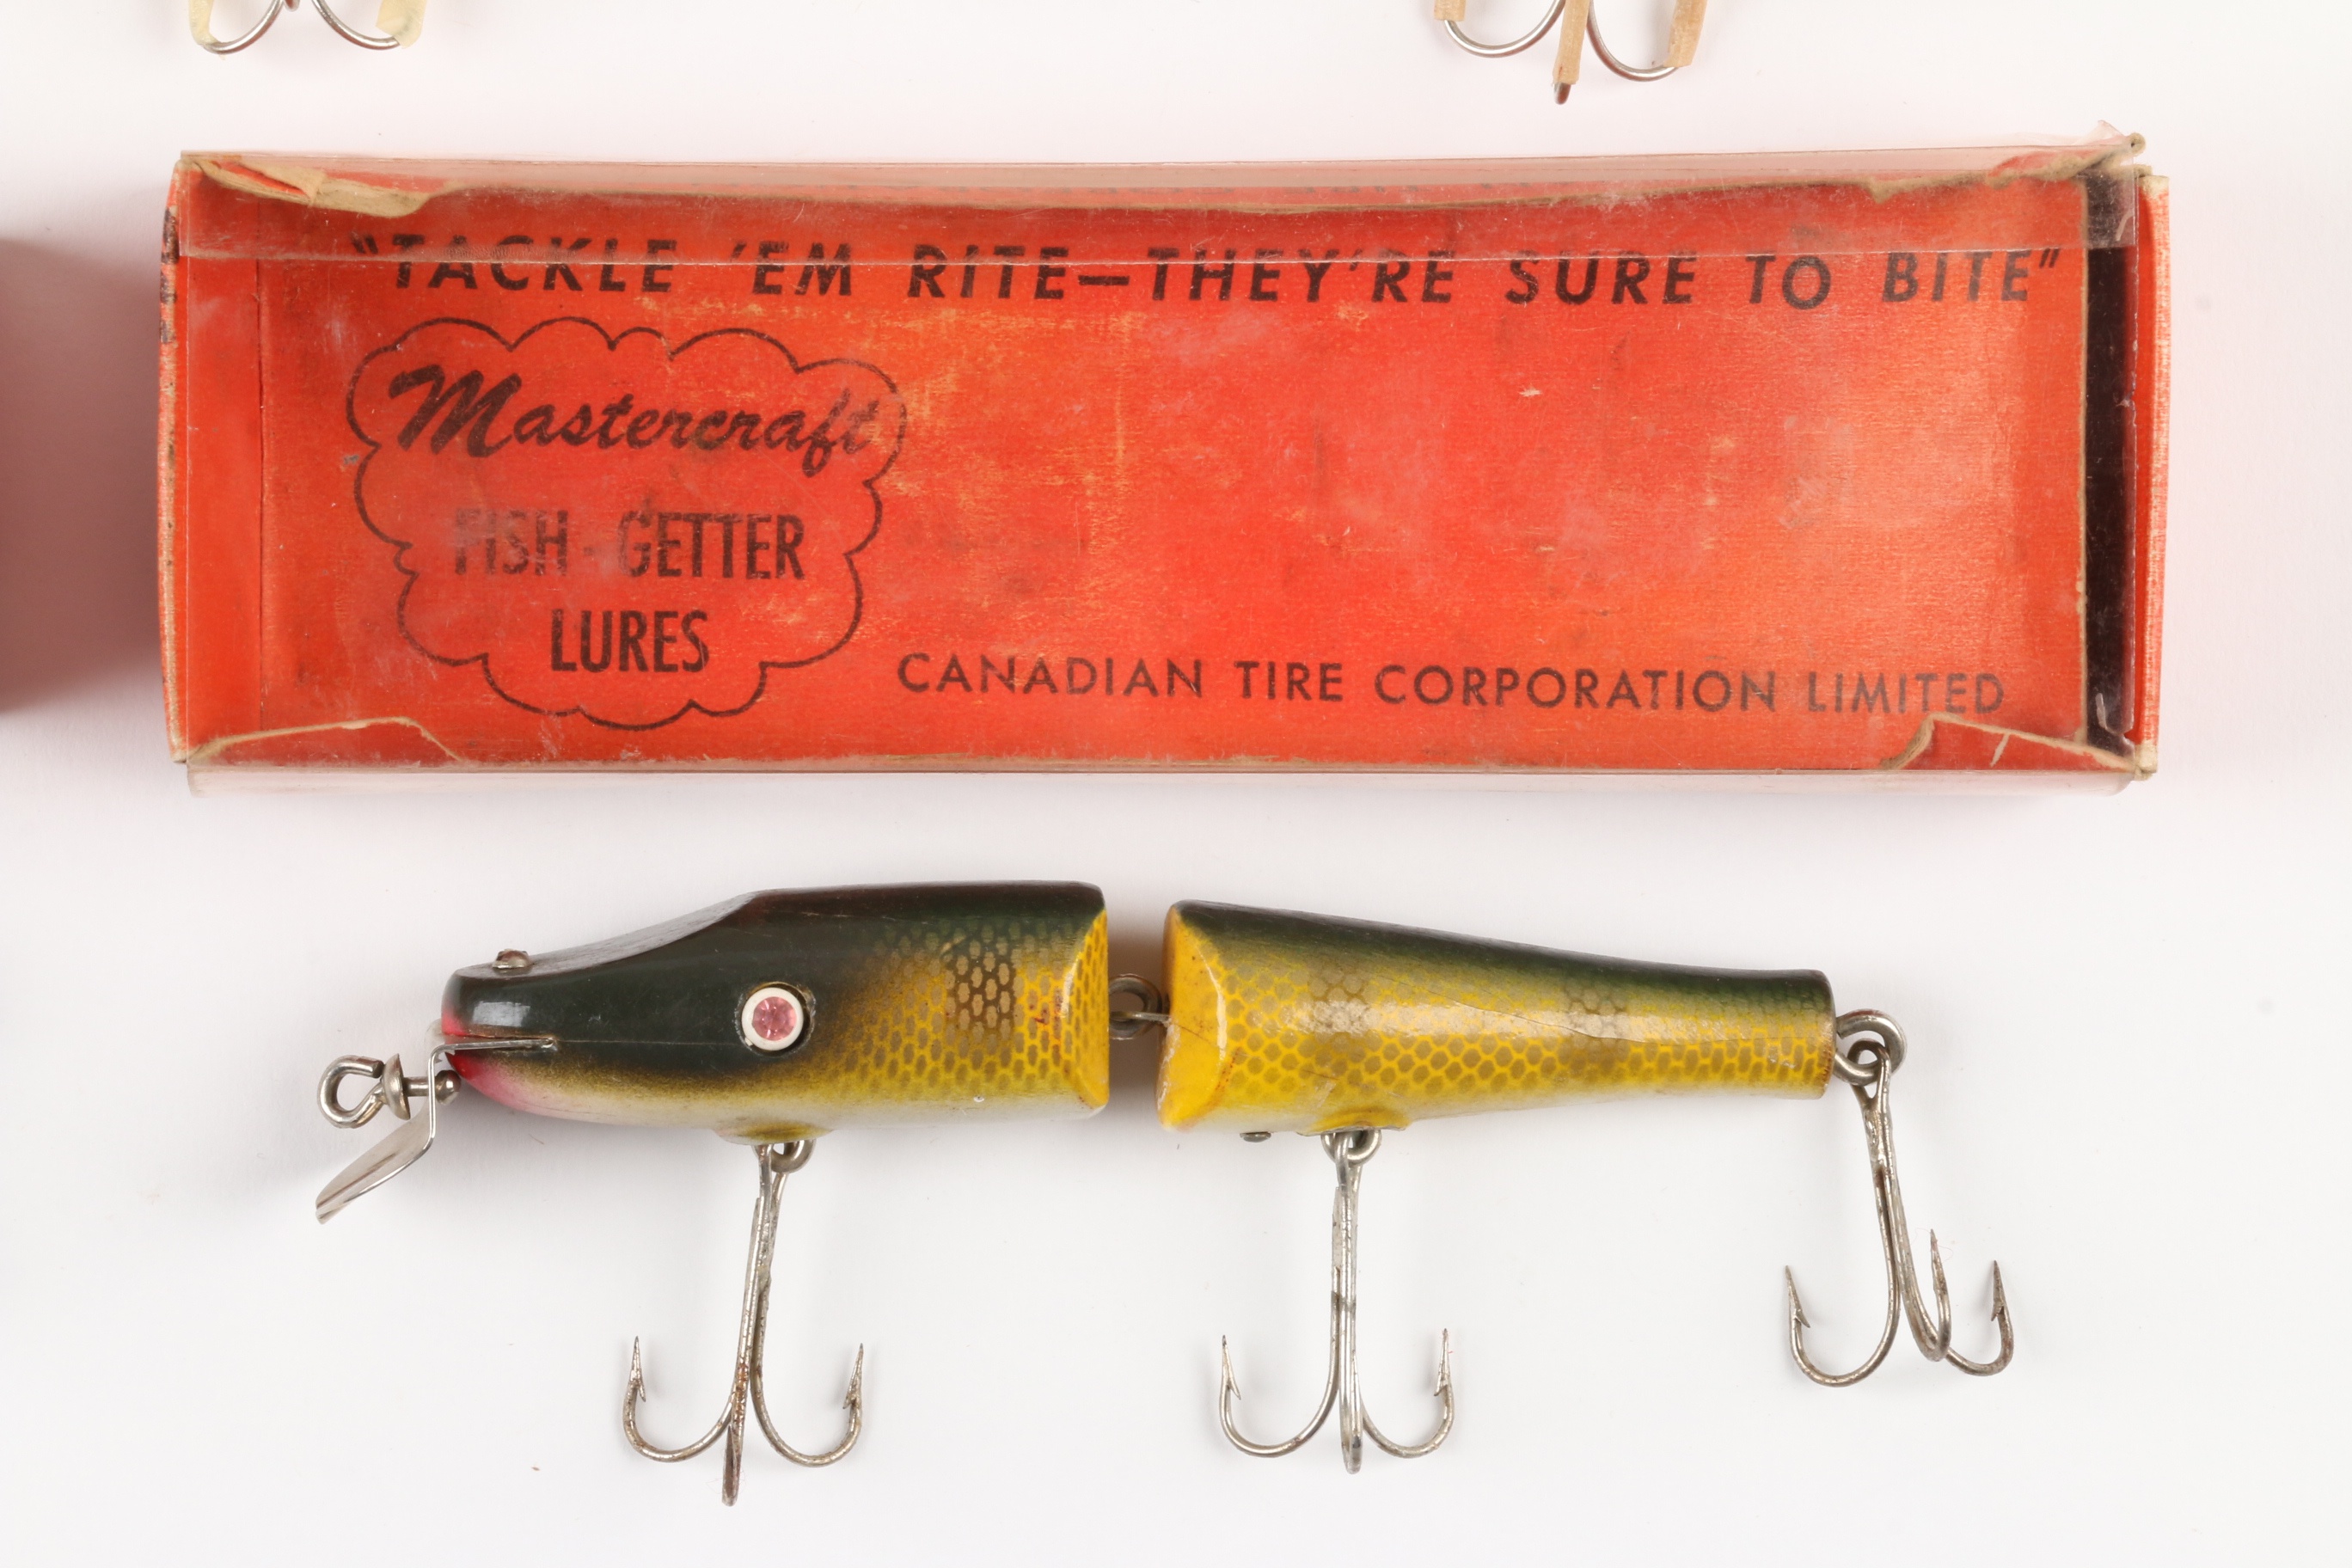 "TACKLE 'EM RITE—THEY'RE SURE TO BITE"
Mastercraft
FISH-GETTER
LURES
CANADIAN TIRE CORPORATION LIMITED